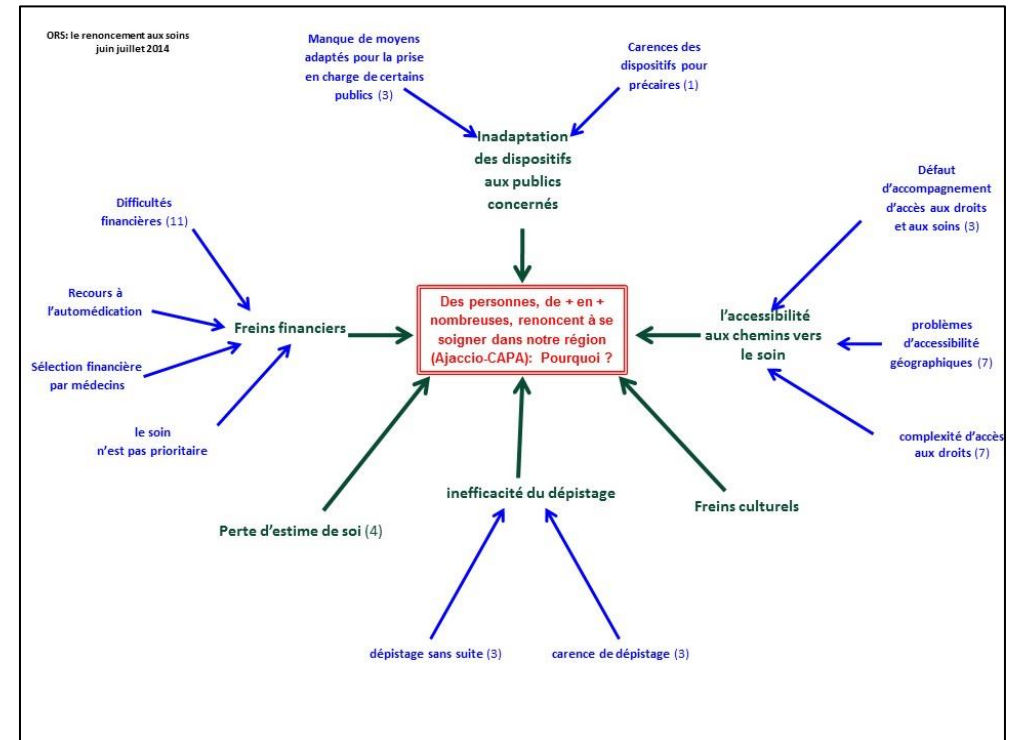 ORS: le renoncement aux soins
juin juillet 2014
Manque de moyens
adaptés pour la prise
en charge de certains
publics (3)
Carences des
dispositifs pour
précaires (1)
Inadaptation
des dispositifs
aux publics
concernés
Défaut
d'accompagnement
d'accès aux droits
et aux soins (3)
Difficultés
financières (11)
Recours à
l'automédication
Freins financiers
Sélection financière
par médecins
le soin
n'est pas prioritaire
Des personnes, de + en +
nombreuses, renoncent à se
soigner dans notre région
(Ajaccio-CAPA): Pourquoi ?
l'accessibilité
aux chemins vers
le soin
problèmes
d'accessibilité
géographiques (7)
complexité d'accès
aux droits (7)
Perte d'estime de soi (4)
inefficacité du dépistage
Freins culturels
dépistage sans suite (3)
carence de dépistage (3)